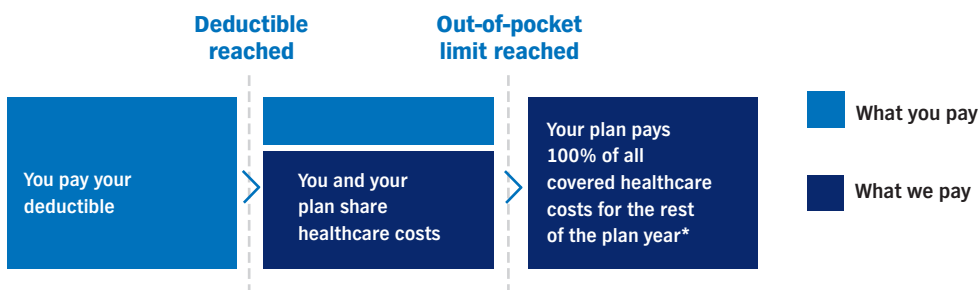 Deductible
reached
Out-of-pocket
limit reached
You pay your
deductible
You and your
plan share
healthcare costs
Your plan pays
100% of all
covered healthcare
costs for the rest
of the plan year*
What you pay
What we pay